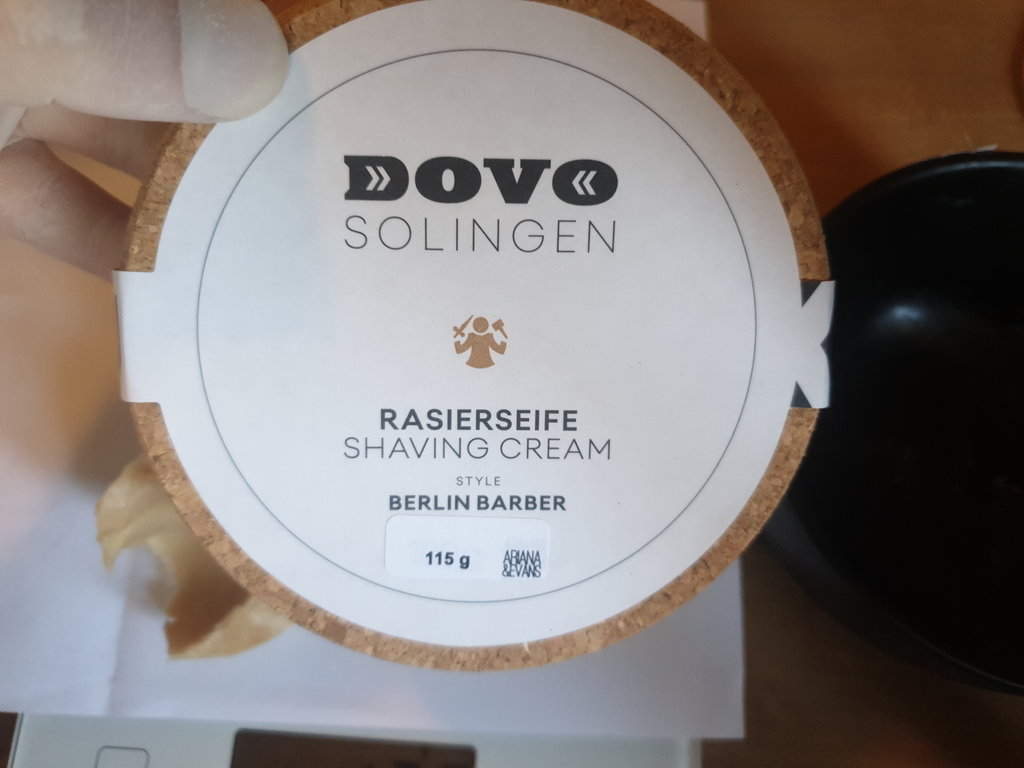 DOVO
SOLINGEN
RASIERSEIFE
SHAVING CREAM
STYLE
BERLIN BARBER
115 g
ARIANA
&EVANS